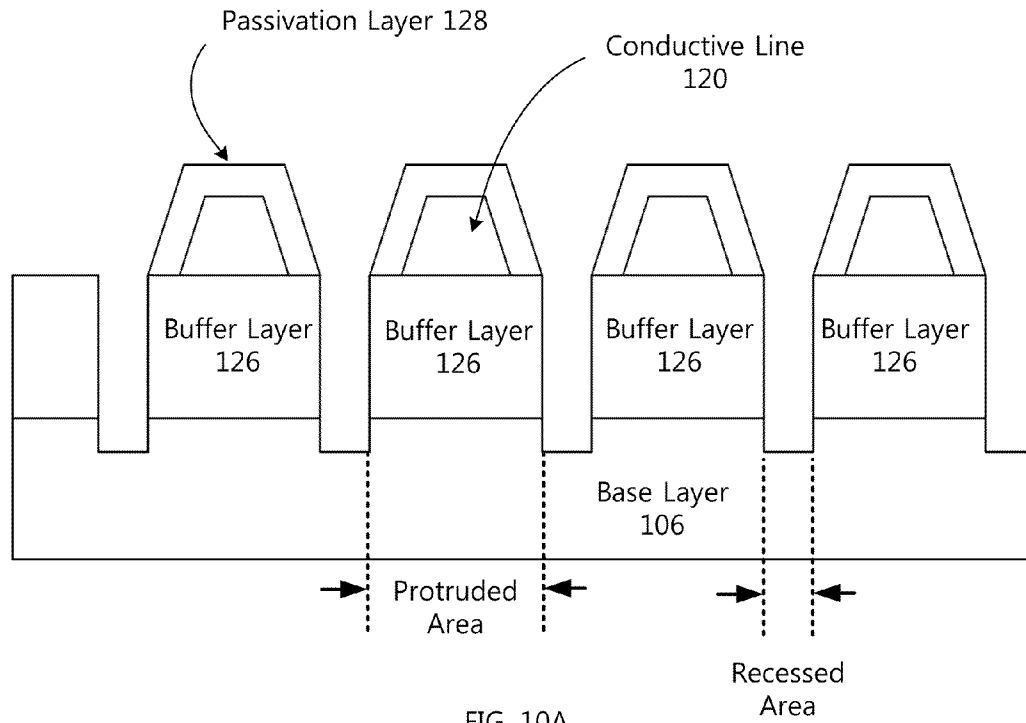 Passivation Layer 128
Conductive Line
120
Buffer Layer
126
Buffer Layer
126
Buffer Layer
126
Buffer Layer
126
Base Layer
106
Protruded
Area
Recessed
Area
FIG. 10A